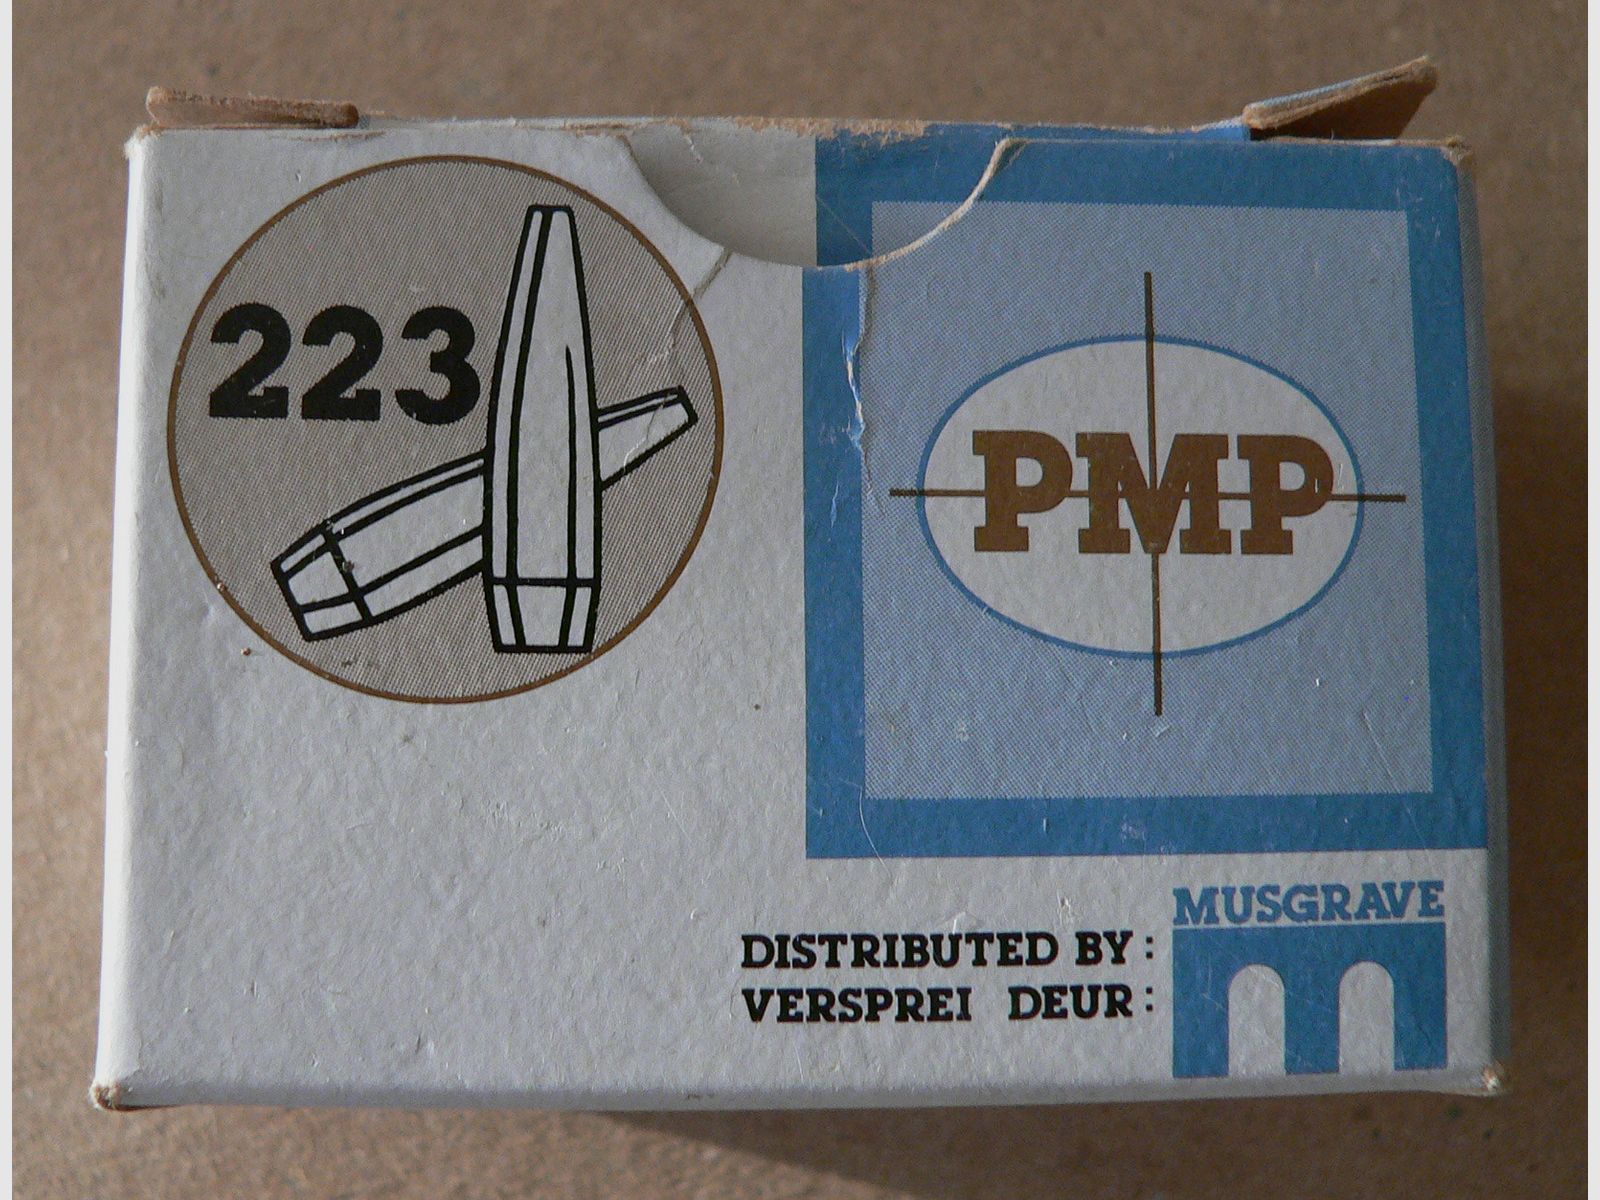 223
PMP
MUSGRAVE
DISTRIBUTED BY :
VERSPREI DEUR :
m